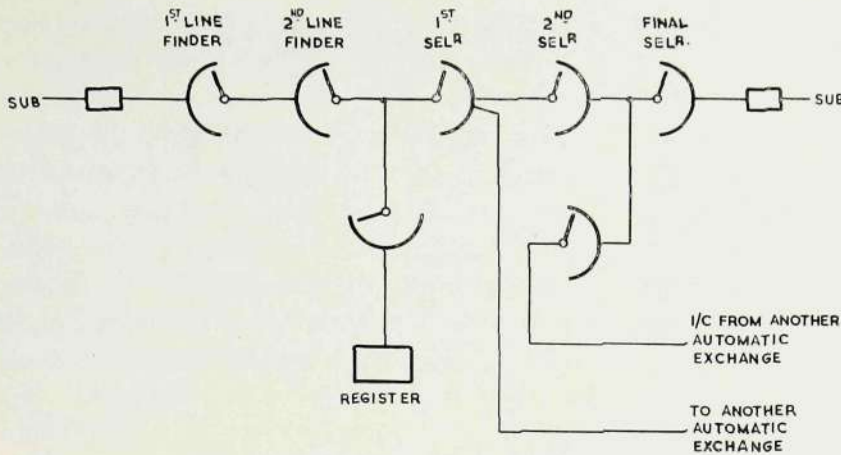 1ST LINE
FINDER
2ND LINE
FINDER
1ST
SELR
2ND
SELR
FINAL
SELR.
SUB
SUB
REGISTER
I/C FROM ANOTHER
AUTOMATIC
EXCHANGE
TO ANOTHER
AUTOMATIC
EXCHANGE